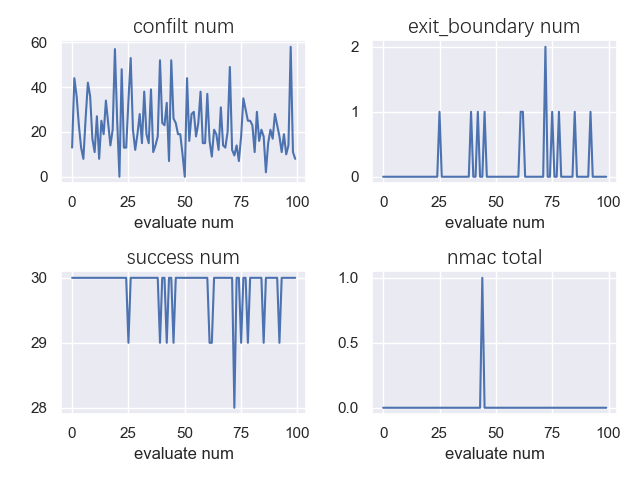 confilt num
60
40
20
0
0 25 50 75 100
evaluate num
exit_boundary num
2
1
0
0 25 50 75 100
evaluate num
success num
30
29
28
0 25 50 75 100
evaluate num
nmac total
1.0
0.5
0.0
0 25 50 75 100
evaluate num